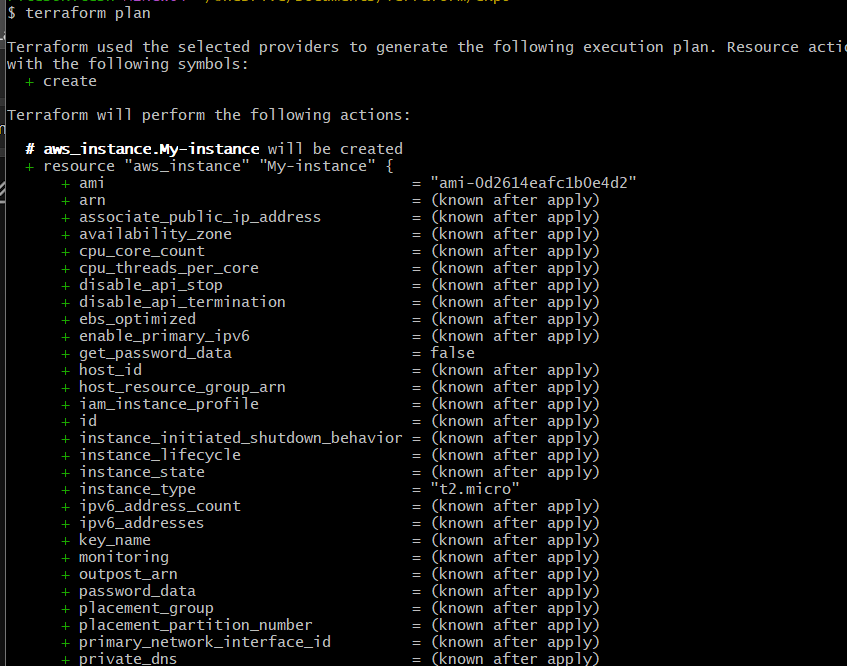 $ terraform plan
Terraform used the selected providers to generate the following execution plan. Resource
with the following symbols:
+ create
Terraform will perform the following actions:
# aws_instance.My-instance will be created
+ resource "aws_instance" "My-instance" {
+ ami = "ami-0d2614eafc1b0e4d2"
+ arn = (known after apply)
+ associate_public_ip_address = (known after apply)
+ availability_zone = (known after apply)
+ cpu_core_count = (known after apply)
+ cpu_threads_per_core = (known after apply)
+ disable_api_stop = (known after apply)
+ disable_api_termination = (known after apply)
+ ebs_optimized = (known after apply)
+ enable_primary_ipv6 = (known after apply)
+ get_password_data = false
+ host_id = (known after apply)
+ host_resource_group_arn = (known after apply)
+ iam_instance_profile = (known after apply)
+ id = (known after apply)
+ instance_initiated_shutdown_behavior = (known after apply)
+ instance_lifecycle = (known after apply)
+ instance_state = (known after apply)
+ instance_type = "t2.micro"
+ ipv6_address_count = (known after apply)
+ ipv6_addresses = (known after apply)
+ key_name = (known after apply)
+ monitoring = (known after apply)
+ outpost_arn = (known after apply)
+ password_data = (known after apply)
+ placement_group = (known after apply)
+ placement_partition_number = (known after apply)
+ primary_network_interface_id = (known after apply)
+ private_dns = (known after apply)